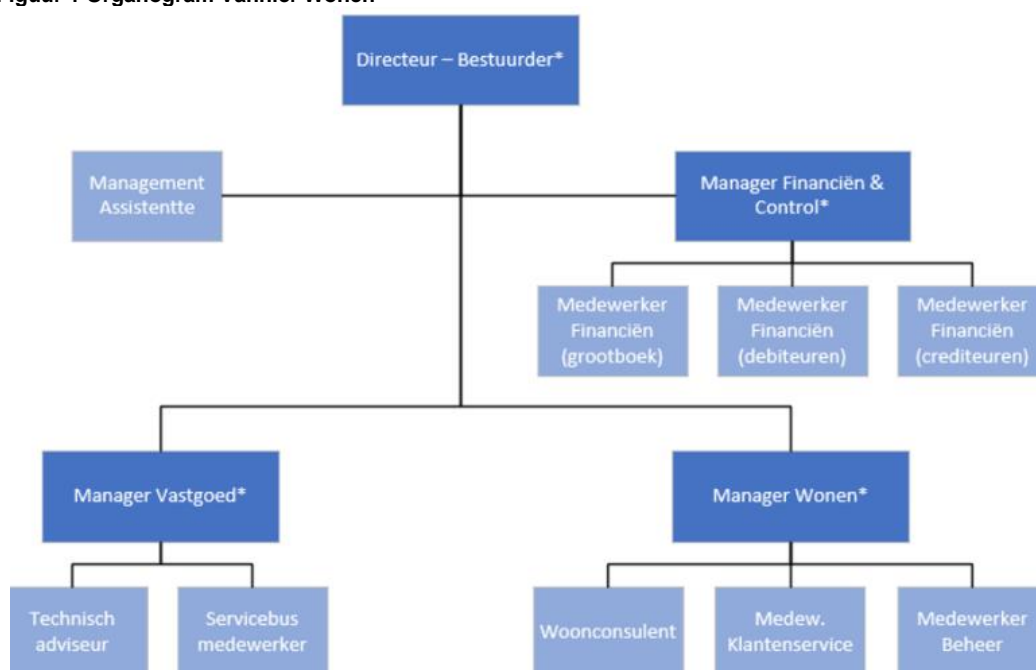 Directeur – Bestuurder*
Management
Assistentte
Manager Financiën &
Control*
Medewerker
Financiën
(grootboek)
Medewerker
Financiën
(debiteuren)
Medewerker
Financiën
(crediteuren)
Manager Vastgoed*
Manager Wonen*
Technisch
adviseur
Servicebus
medewerker
Woonconsulent
Medew.
Klantenservice
Medewerker
Beheer